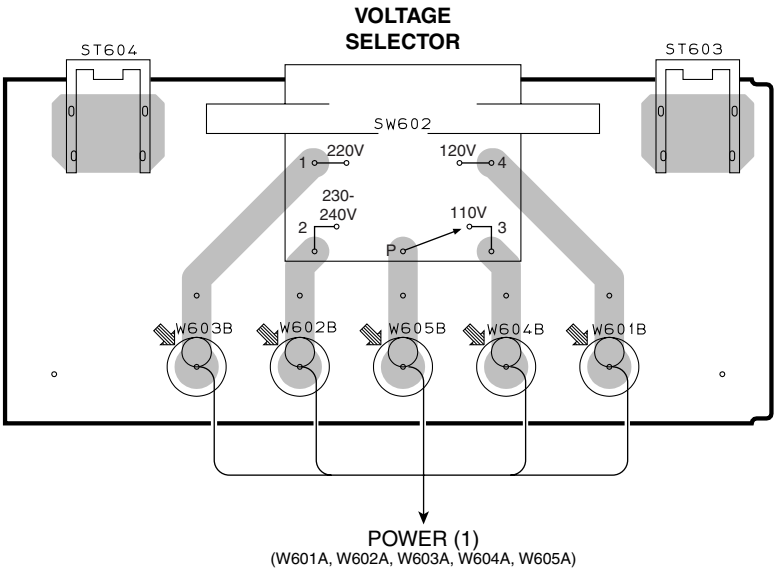 VOLTAGE
SELECTOR
ST604
ST603
SW602
1
220V
120V
4
2
230-
240V
110V
3
P
W603B
W602B
W605B
W604B
W601B
POWER (1)
(W601A, W602A, W603A, W604A, W605A)